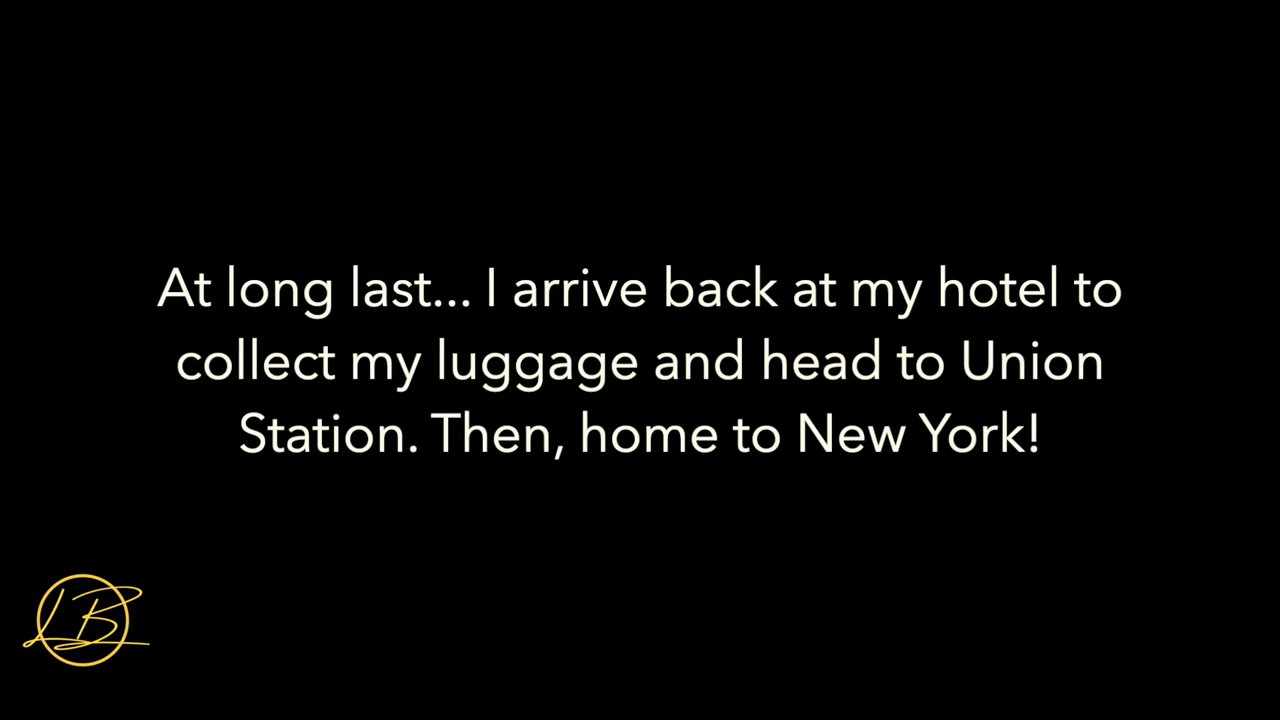 At long last... I arrive back at my hotel to
collect my luggage and head to Union
Station. Then, home to New York!
LB